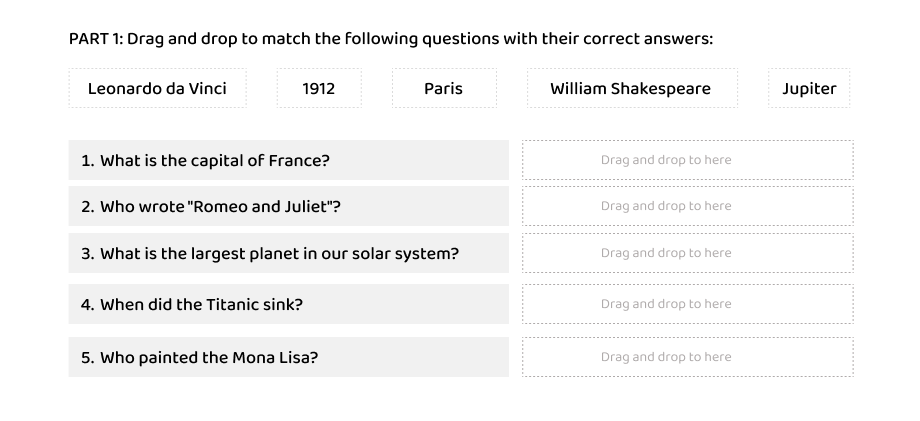 PART 1: Drag and drop to match the following questions with their correct answers:
Leonardo da Vinci 1912 Paris William Shakespeare Jupiter
1. What is the capital of France? Drag and drop to here
2. Who wrote "Romeo and Juliet"? Drag and drop to here
3. What is the largest planet in our solar system? Drag and drop to here
4. When did the Titanic sink? Drag and drop to here
5. Who painted the Mona Lisa? Drag and drop to here